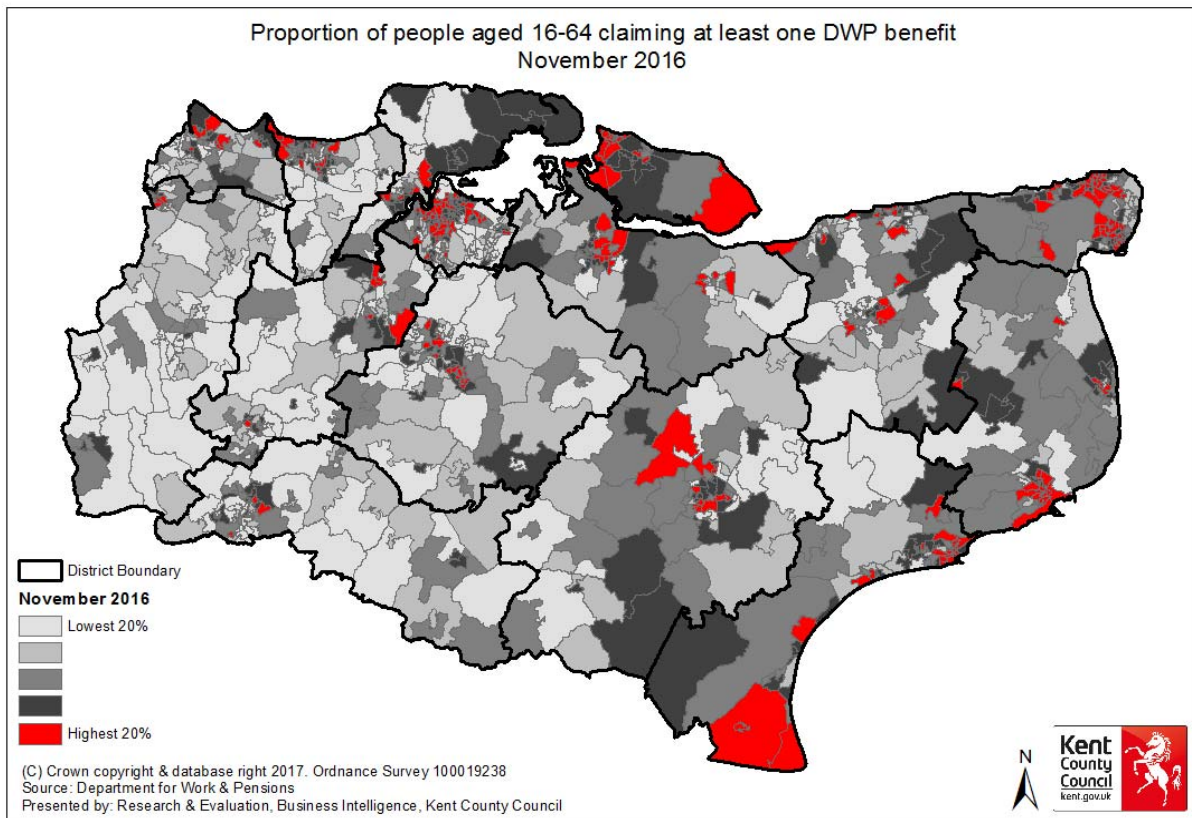 Proportion of people aged 16-64 claiming at least one DWP benefit
November 2016
District Boundary
November 2016
Lowest 20%
Highest 20%
(C) Crown copyright & database right 2017. Ordnance Survey 100019238
Source: Department for Work & Pensions
Presented by: Research & Evaluation, Business Intelligence, Kent County Council
N
Kent
County
Council
kent.gov.uk